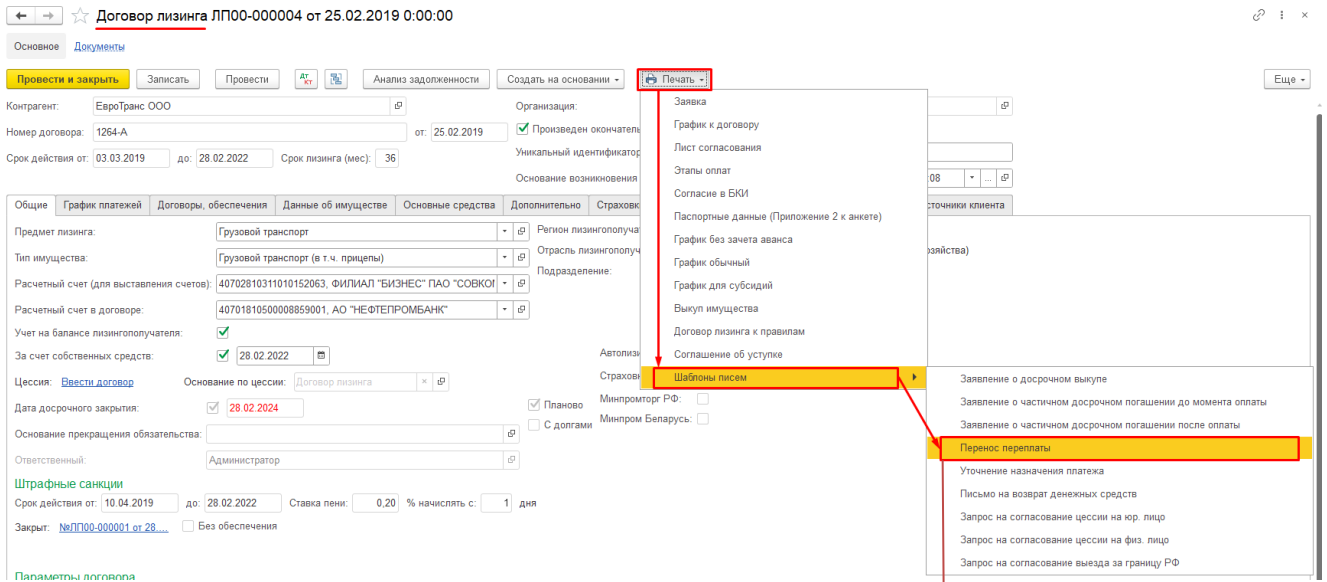 Договор лизинга ЛП00-000004 от 25.02.2019 0:00:00
Основное Документы
Провести и закрыть Записать Провести Дт Кт Анализ задолженности Создать на основании Печать Еще
Контрагент: ЕвроТранс ООО Организация:
Номер договора: 1264-А от: 25.02.2019 Произведен окончатель
Срок действия от: 03.03.2019 до: 28.02.2022 Срок лизинга (мес): 36 Уникальный идентификатор
Основание возникновения :08 ...
Общие График платежей Договоры, обеспечения Данные об имуществе Основные средства Дополнительно Страховк сточники клиента
Предмет лизинга: Грузовой транспорт Регион лизингополуча
Отрасль лизингополуч озяйства)
Тип имущества: Грузовой транспорт (в т.ч. прицепы) Подразделение:
Расчетный счет (для выставления счетов): 40702810311010152063, ФИЛИАЛ "БИЗНЕС" ПАО "СОВКОМ
Расчетный счет в договоре: 40701810500008859001, АО "НЕФТЕПРОМБАНК"
Учет на балансе лизингополучателя:
За счет собственных средств: 28.02.2022 Автолизи
Цессия: Ввести договор Основание по цессии: Договор лизинга Страхов
Дата досрочного закрытия: 28.02.2024 Планово Минпромторг РФ:
С долгами Минпром Беларусь:
Основание прекращения обязательства:
Ответственный: Администратор
Штрафные санкции
Срок действия от: 10.04.2019 до: 28.02.2022 Ставка пени: 0,20 % начислять с: 1 дня
Закрыт: №ЛП00-000001 от 28.... Без обеспечения
Параметры договора
Заявка
График к договору
Лист согласования
Этапы оплат
Согласие в БКИ
Паспортные данные (Приложение 2 к анкете)
График без зачета аванса
График обычный
График для субсидий
Выкуп имущества
Договор лизинга к правилам
Соглашение об уступке
Шаблоны писем
Заявление о досрочном выкупе
Заявление о частичном досрочном погашении до момента оплаты
Заявление о частичном досрочном погашении после оплаты
Перенос переплаты
Уточнение назначения платежа
Письмо на возврат денежных средств
Запрос на согласование цессии на юр. лицо
Запрос на согласование цессии на физ. лицо
Запрос на согласование выезда за границу РФ